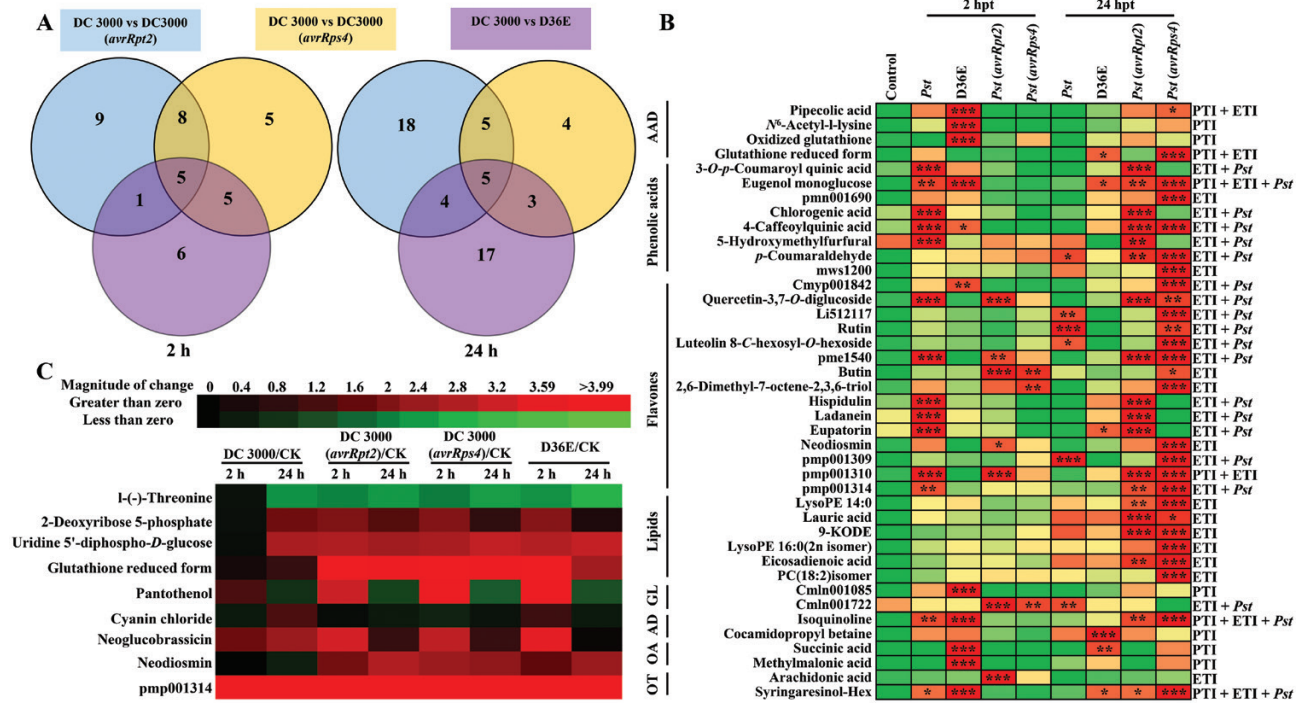 A
DC 3000 vs DC3000
(avrRpt2)
DC 3000 vs DC3000
(avrRps4)
DC 3000 vs D36E
9
8
5
5
1
5
6
2 h
18
5
4
5
4
3
17
24 h
B
2 hpt
24 hpt
Control
Pst
D36E
Pst (avrRpt2)
Pst (avrRps4)
Pst
D36E
Pst (avrRpt2)
Pst (avrRps4)
AAD
Phenolic acids
Flavones
Lipids
GL
AD
OA
OT
Pipecolic acid *** * PTI + ETI
N⁶-Acetyl-l-lysine *** PTI
Oxidized glutathione *** PTI
Glutathione reduced form * *** PTI + ETI
3-O-p-Coumaroyl quinic acid *** *** ETI + Pst
Eugenol monoglucose ** *** * ** *** PTI + ETI + Pst
pmn001690 *** ETI
Chlorogenic acid *** *** ETI + Pst
4-Caffeoylquinic acid *** * *** *** ETI + Pst
5-Hydroxymethylfurfural *** ** ETI + Pst
p-Coumaraldehyde * ** *** ETI + Pst
mws1200 *** ETI
Cmyp001842 ** *** ETI + Pst
Quercetin-3,7-O-diglucoside *** *** *** ** ETI + Pst
Li512117 ** *** ETI + Pst
Rutin *** ** ETI + Pst
Luteolin 8-C-hexosyl-O-hexoside * *** ETI + Pst
pme1540 *** ** *** *** ETI + Pst
Butin *** *** * ETI
2,6-Dimethyl-7-octene-2,3,6-triol ** *** ETI
Hispidulin *** *** ETI + Pst
Ladanein *** *** ETI + Pst
Eupatorin *** * *** ETI + Pst
Neodiosmin * *** ETI
pmp001309 *** *** ETI + Pst
pmp001310 *** *** *** *** PTI + ETI
pmp001314 ** ** *** ETI + Pst
LysoPE 14:0 ** *** ETI
Lauric acid *** * ETI
9-KODE *** *** ETI
LysoPE 16:0(2n isomer) *** ETI
Eicosadienoic acid ** *** ETI
PC(18:2)isomer *** ETI
Cmln001085 *** PTI
Cmln001722 *** ** ** ETI + Pst
Isoquinoline ** *** ** *** PTI + ETI + Pst
Cocamidopropyl betaine *** PTI
Succinic acid *** ** PTI
Methylmalonic acid *** PTI
Arachidonic acid *** ETI
Syringaresinol-Hex * *** * * *** PTI + ETI + Pst
C
Magnitude of change 0 0.4 0.8 1.2 1.6 2 2.4 2.8 3.2 3.59 >3.99
Greater than zero
Less than zero
DC 3000/CK
DC 3000
(avrRpt2)/CK
DC 3000
(avrRps4)/CK
D36E/CK
2 h 24 h 2 h 24 h 2 h 24 h 2 h 24 h
l-(-)-Threonine
2-Deoxyribose 5-phosphate
Uridine 5'-diphospho-D-glucose
Glutathione reduced form
Pantothenol
Cyanin chloride
Neoglucobrassicin
Neodiosmin
pmp001314